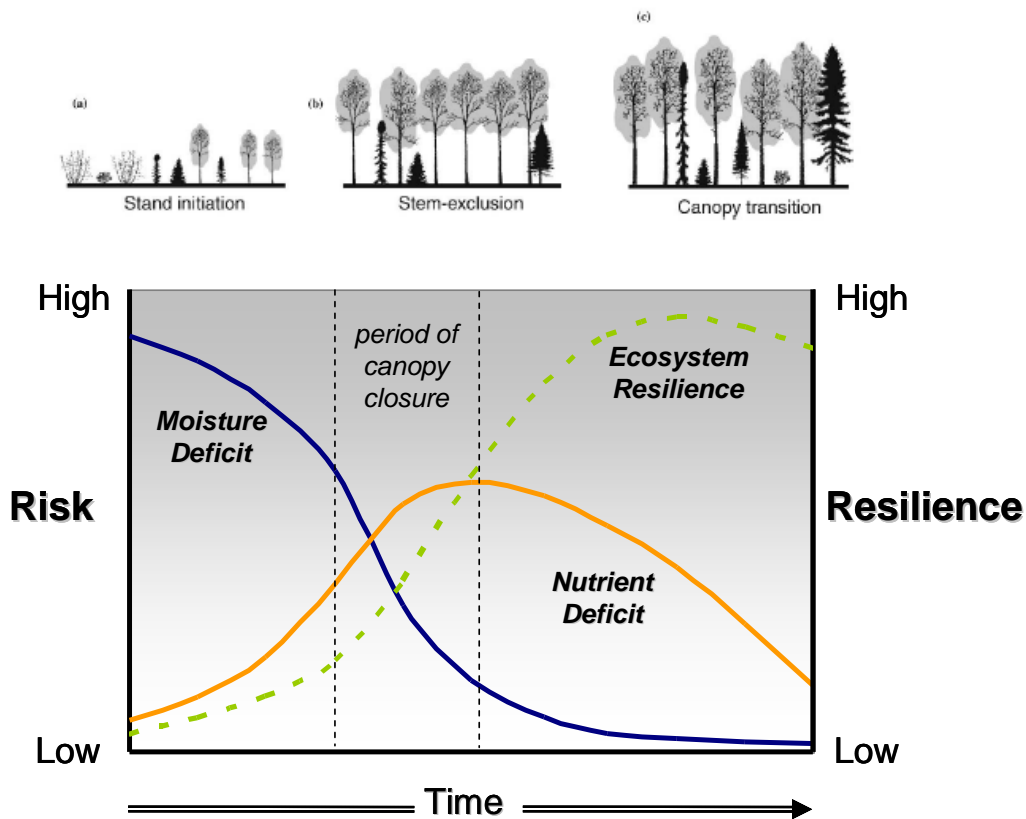 (a)
(b)
(c)
Stand initiation
Stem-exclusion
Canopy transition
High
High
period of
canopy
closure
Ecosystem
Resilience
Moisture
Deficit
Risk
Resilience
Nutrient
Deficit
Low
Low
Time